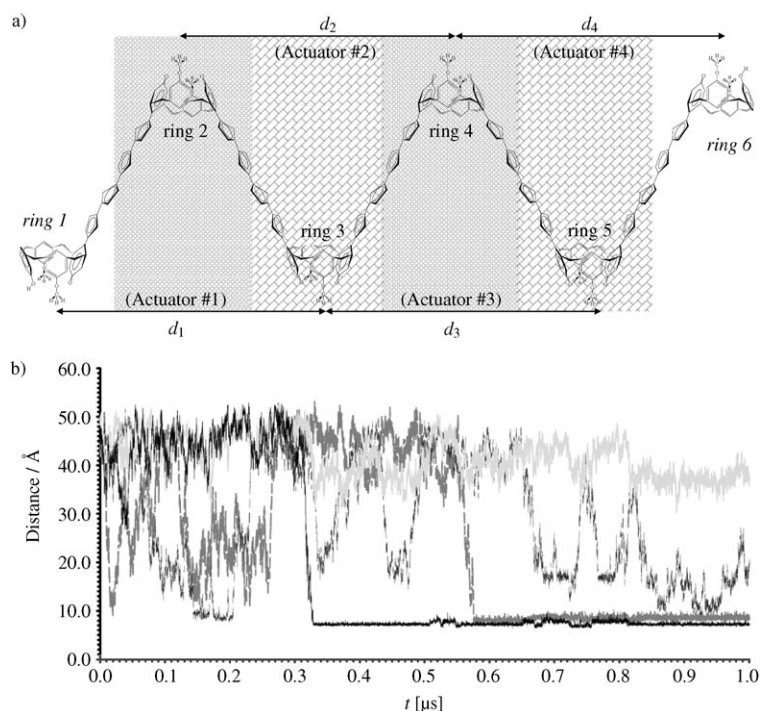 a)
d2
d4
(Actuator #2)
(Actuator #4)
ring 2
ring 4
ring 6
ring 1
ring 3
ring 5
(Actuator #1)
(Actuator #3)
d1
d3
b)
60.0
50.0
40.0
30.0
20.0
10.0
0.0
Distance / Å
0.0 0.1 0.2 0.3 0.4 0.5 0.6 0.7 0.8 0.9 1.0
t [µs]